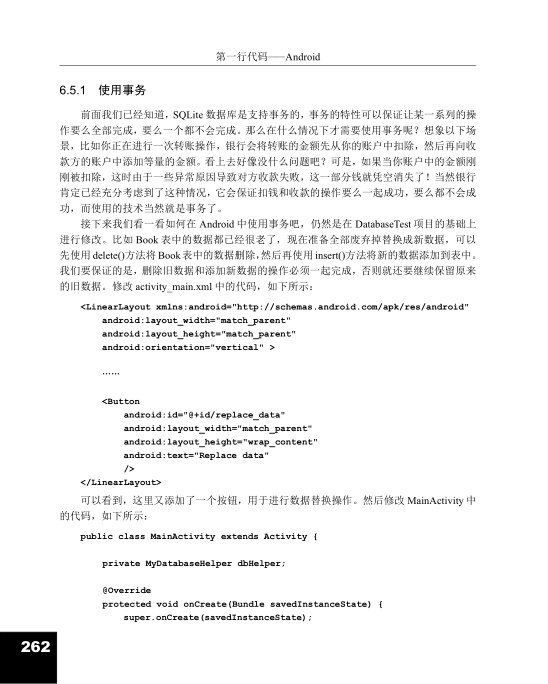 第一行代码——Android
6.5.1 使用事务
前面我们已经知道，SQLite 数据库是支持事务的，事务的特性可以保证让某一系列的操
作要么全部完成，要么一个都不会完成。那么在什么情况下才需要使用事务呢？想象以下场
景，比如你正在进行一次转账操作，银行会将转账的金额先从你的账户中扣除，然后再向收
款方的账户中添加等量的金额。看上去好像没什么问题吧？可是，如果当你账户中的金额刚
刚被扣除，这时由于一些异常原因导致对方收款失败，这一部分钱就凭空消失了！当然银行
肯定已经充分考虑到了这种情况，它会保证扣钱和收款的操作要么一起成功，要么都不会成
功，而使用的技术当然就是事务了。
接下来我们看一看如何在 Android 中使用事务吧，仍然是在 DatabaseTest 项目的基础上
进行修改。比如 Book 表中的数据都已经很老了，现在准备全部废弃掉替换成新数据，可以
先使用 delete()方法将 Book 表中的数据删除，然后再使用 insert()方法将新的数据添加到表中。
我们要保证的是，删除旧数据和添加新数据的操作必须一起完成，否则就还要继续保留原来
的旧数据。修改 activity_main.xml 中的代码，如下所示：
<LinearLayout xmlns:android="http://schemas.android.com/apk/res/android"
android:layout_width="match_parent"
android:layout_height="match_parent"
android:orientation="vertical" >
……
<Button
android:id="@+id/replace_data"
android:layout_width="match_parent"
android:layout_height="wrap_content"
android:text="Replace data"
/>
</LinearLayout>
可以看到，这里又添加了一个按钮，用于进行数据替换操作。然后修改 MainActivity 中
的代码，如下所示：
public class MainActivity extends Activity {
private MyDatabaseHelper dbHelper;
@Override
protected void onCreate(Bundle savedInstanceState) {
super.onCreate(savedInstanceState);
262